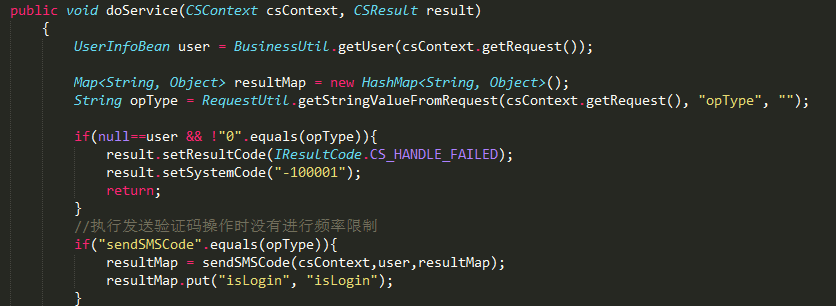 public void doService(CSContext csContext, CSResult result)
{
UserInfoBean user = BusinessUtil.getUser(csContext.getRequest());
Map<String, Object> resultMap = new HashMap<String, Object>();
String opType = RequestUtil.getStringValueFromRequest(csContext.getRequest(), "opType", "");
if(null==user && !"0".equals(opType)){
result.setResultCode(IResultCode.CS_HANDLE_FAILED);
result.setSystemCode("-100001");
return;
}
//执行发送验证码操作时没有进行频率限制
if("sendSMSCode".equals(opType)){
resultMap = sendSMSCode(csContext,user,resultMap);
resultMap.put("isLogin", "isLogin");
}